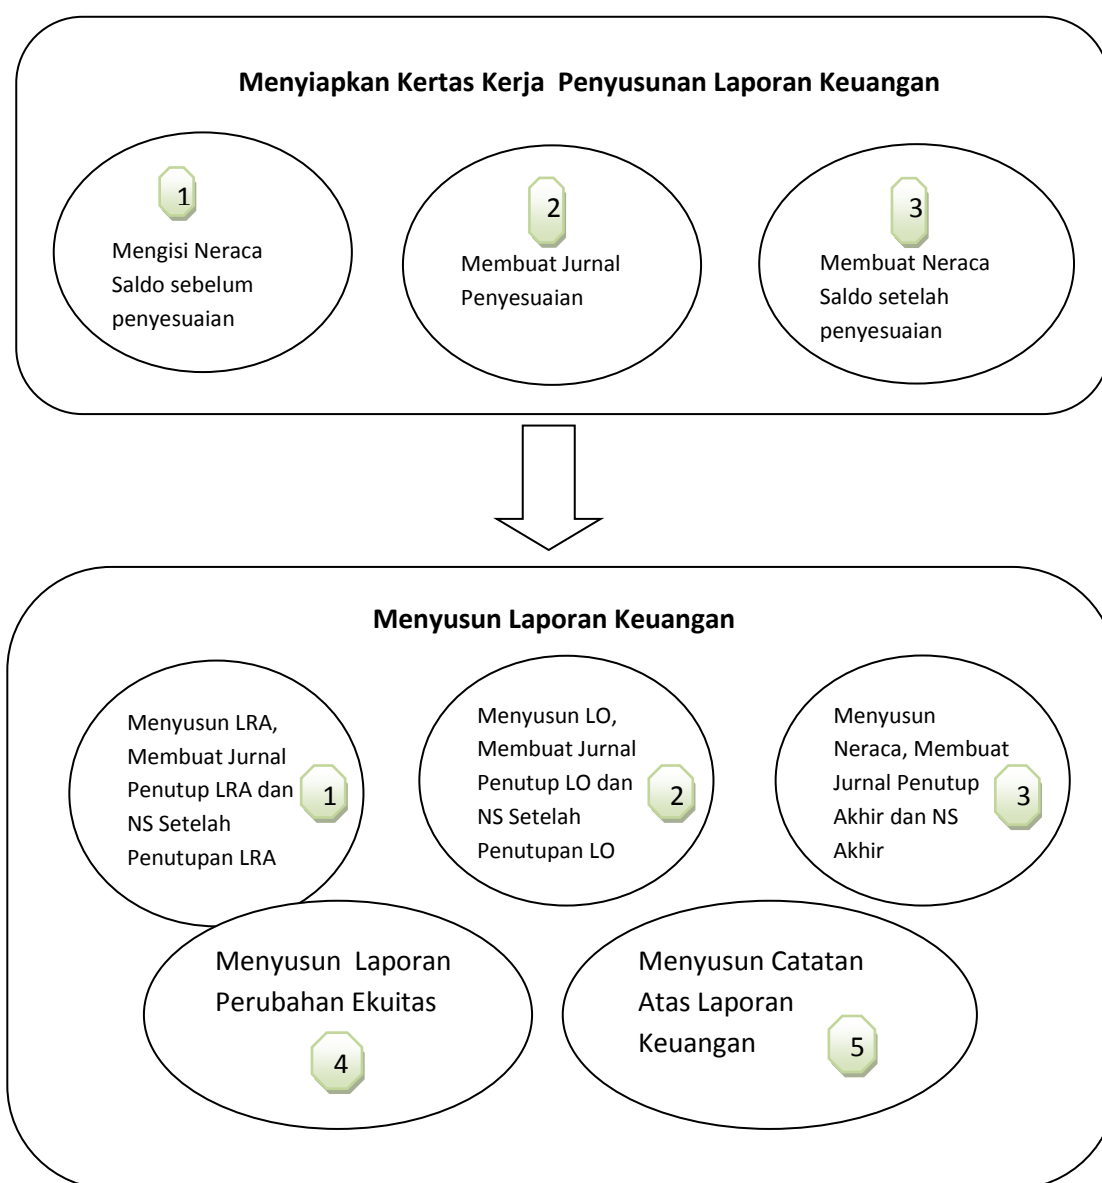 Menyiapkan Kertas Kerja Penyusunan Laporan Keuangan
1
Mengisi Neraca
Saldo sebelum
penyesuaian
2
Membuat Jurnal
Penyesuaian
3
Membuat Neraca
Saldo setelah
penyesuaian
Menyusun Laporan Keuangan
Menyusun LRA,
Membuat Jurnal
Penutup LRA dan
NS Setelah
Penutupan LRA
1
Menyusun LO,
Membuat Jurnal
Penutup LO dan
NS Setelah
Penutupan LO
2
Menyusun
Neraca, Membuat
Jurnal Penutup
Akhir dan NS
Akhir
3
Menyusun Laporan
Perubahan Ekuitas
4
Menyusun Catatan
Atas Laporan
Keuangan
5